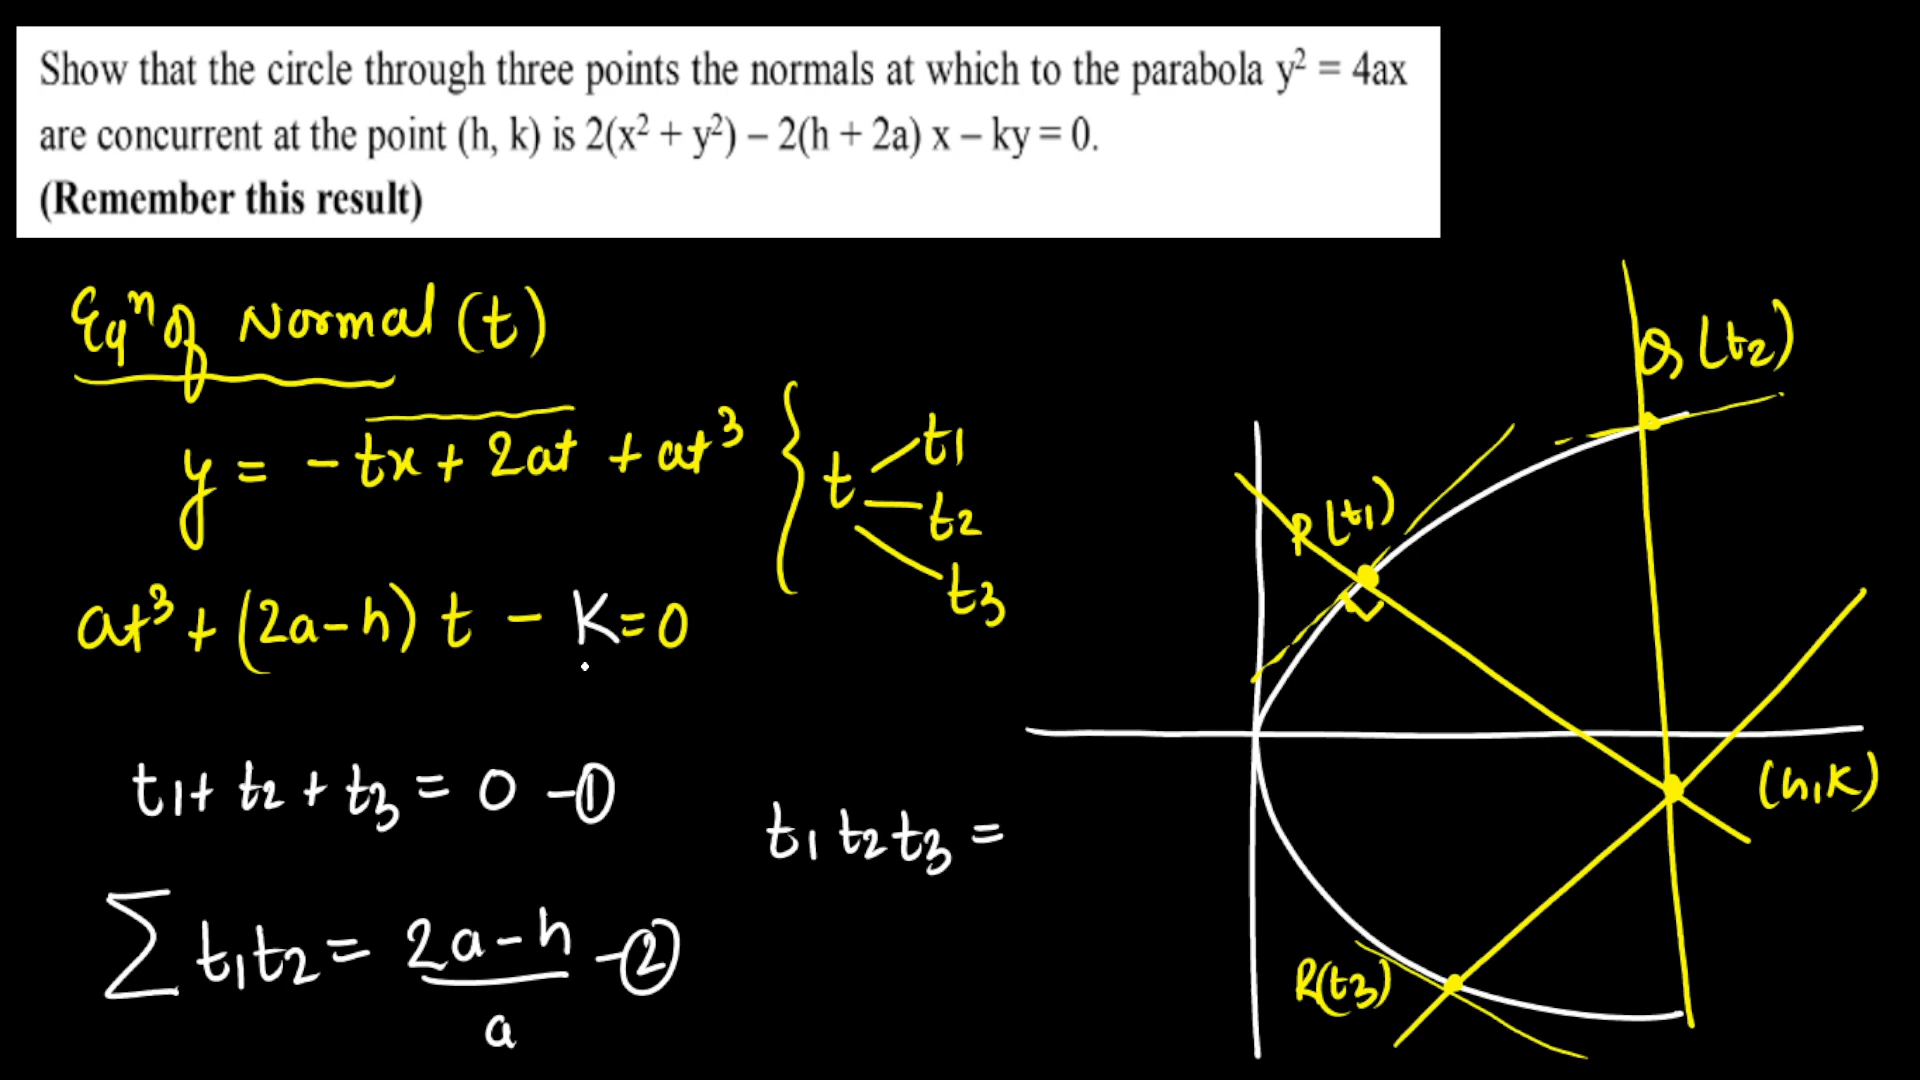 Show that the circle through three points the normals at which to the parabola y² = 4ax
are concurrent at the point (h, k) is 2(x² + y²) – 2(h + 2a) x – ky = 0.
(Remember this result)
Eqⁿ of Normal (t)
y = -tx + 2at + at³ { t t1
t2
t3
at³ + (2a-h) t - K = 0
t1 + t2 + t3 = 0 -①
t1 t2 t3 =
∑ t1t2 = 2a-h -②
a
Q (t2)
R (t1)
(h,K)
R(t3)